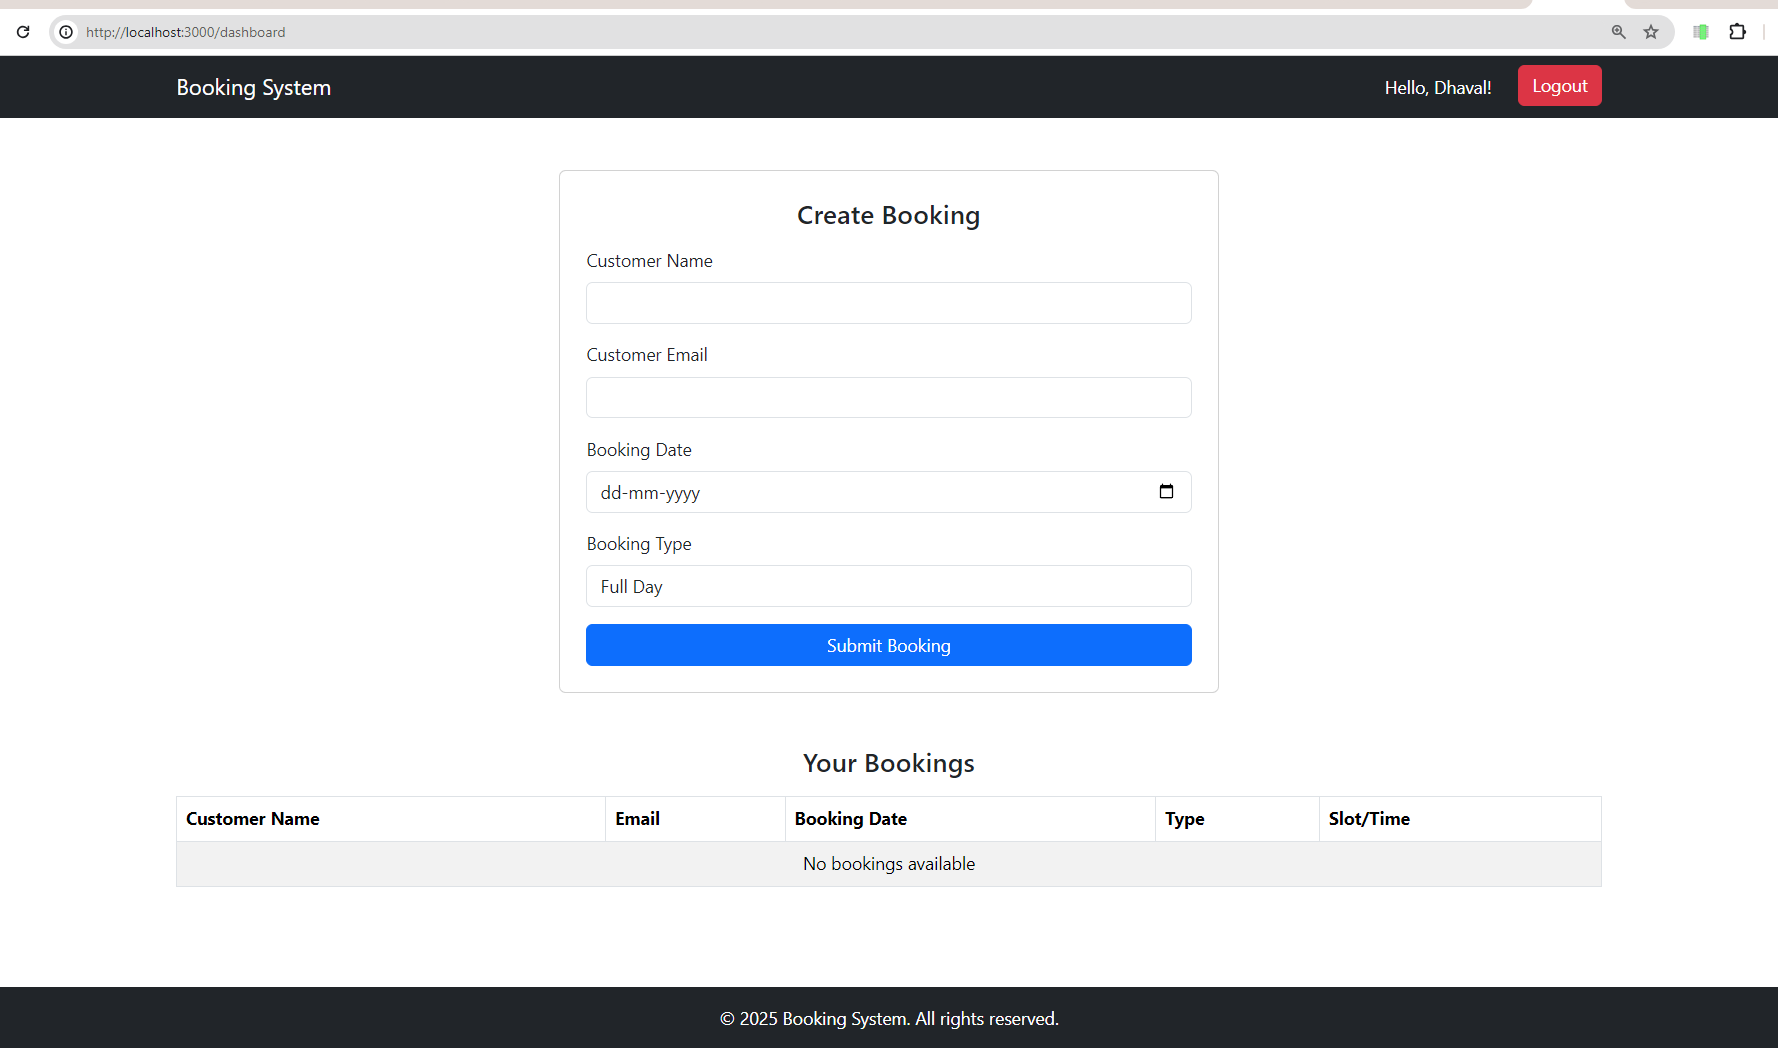 http://localhost:3000/dashboard
Booking System
Hello, Dhaval!
Logout
Create Booking
Customer Name
Customer Email
Booking Date
dd-mm-yyyy
Booking Type
Full Day
Submit Booking
Your Bookings
Customer Name Email Booking Date Type Slot/Time
No bookings available
© 2025 Booking System. All rights reserved.